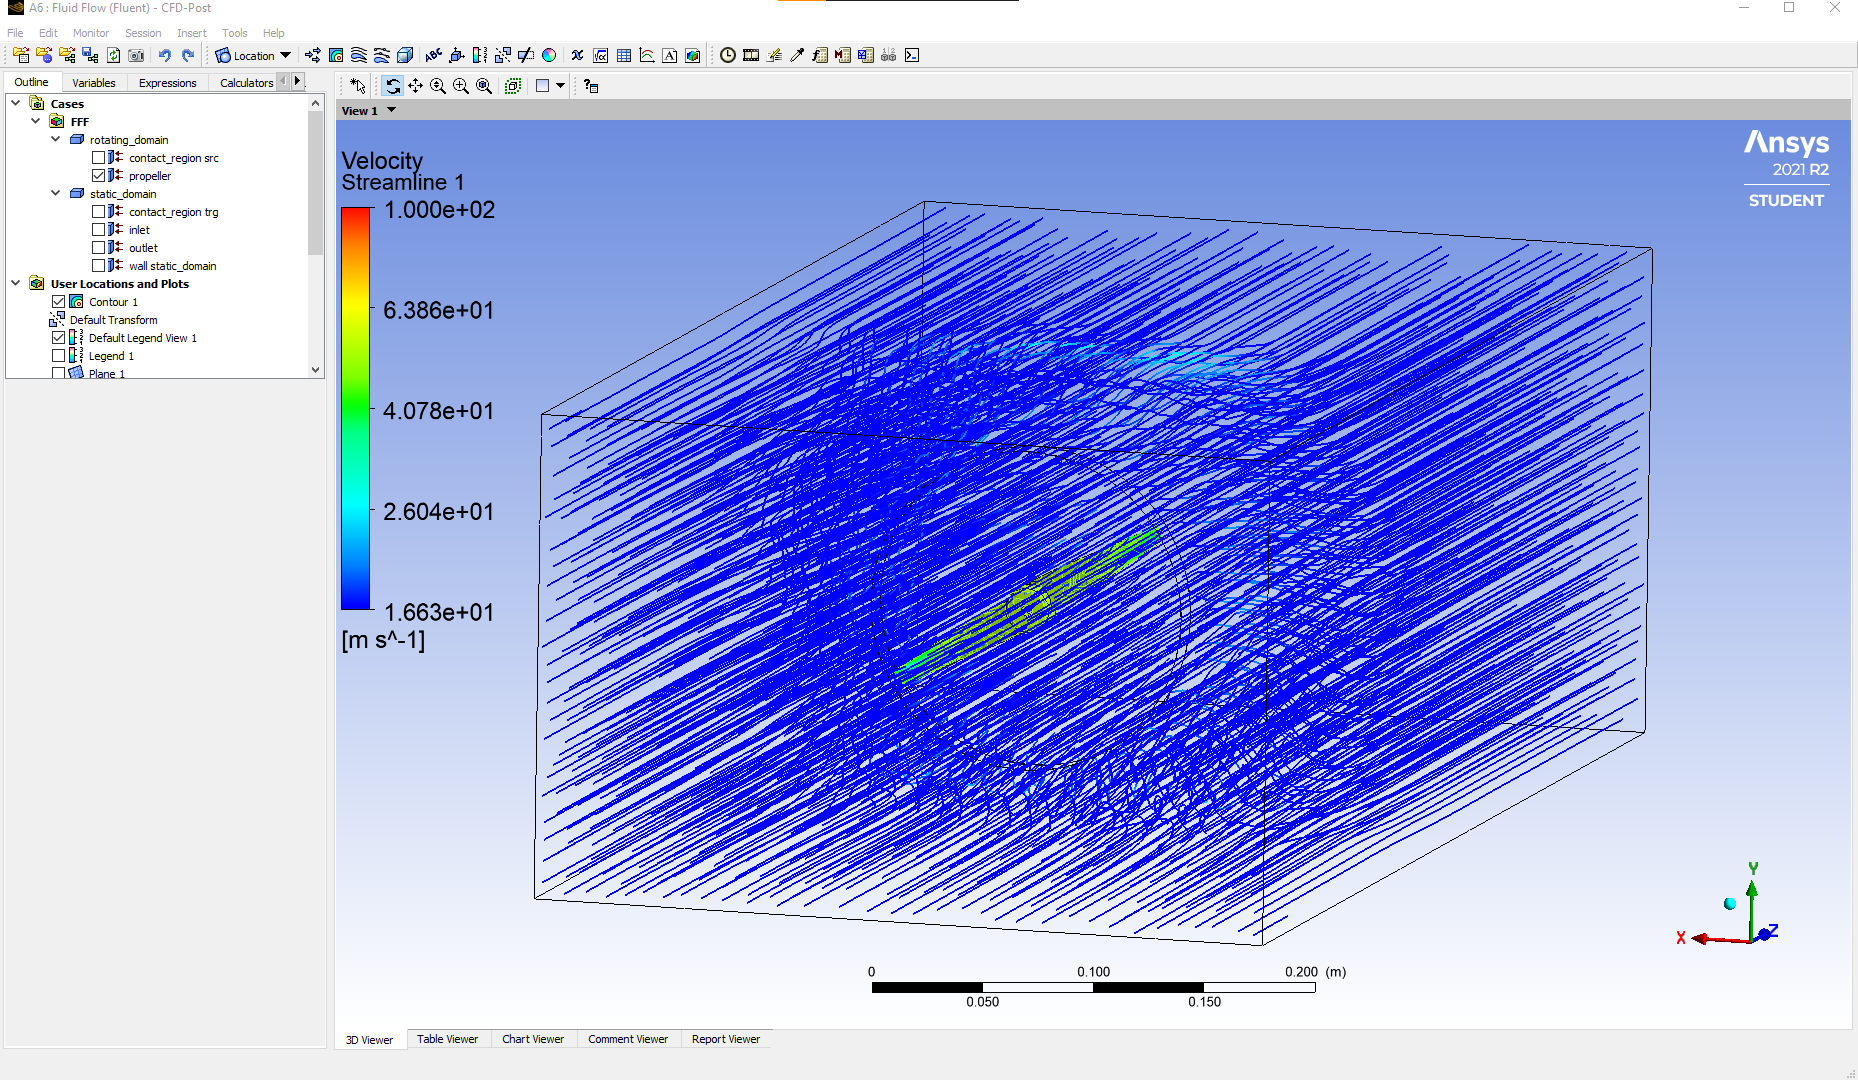 A6 : Fluid Flow (Fluent) - CFD-Post
File Edit Monitor Session Insert Tools Help
Location
Outline Variables Expressions Calculators
Cases
FFF
rotating_domain
contact_region src
propeller
static_domain
contact_region trg
inlet
outlet
wall static_domain
User Locations and Plots
Contour 1
Default Transform
Default Legend View 1
Legend 1
Plane 1
View 1
Velocity
Streamline 1
1.000e+02
6.386e+01
4.078e+01
2.604e+01
1.663e+01
[m s^-1]
Ansys
2021 R2
STUDENT
Y
X
Z
0 0.100 0.200 (m)
0.050 0.150
3D Viewer Table Viewer Chart Viewer Comment Viewer Report Viewer